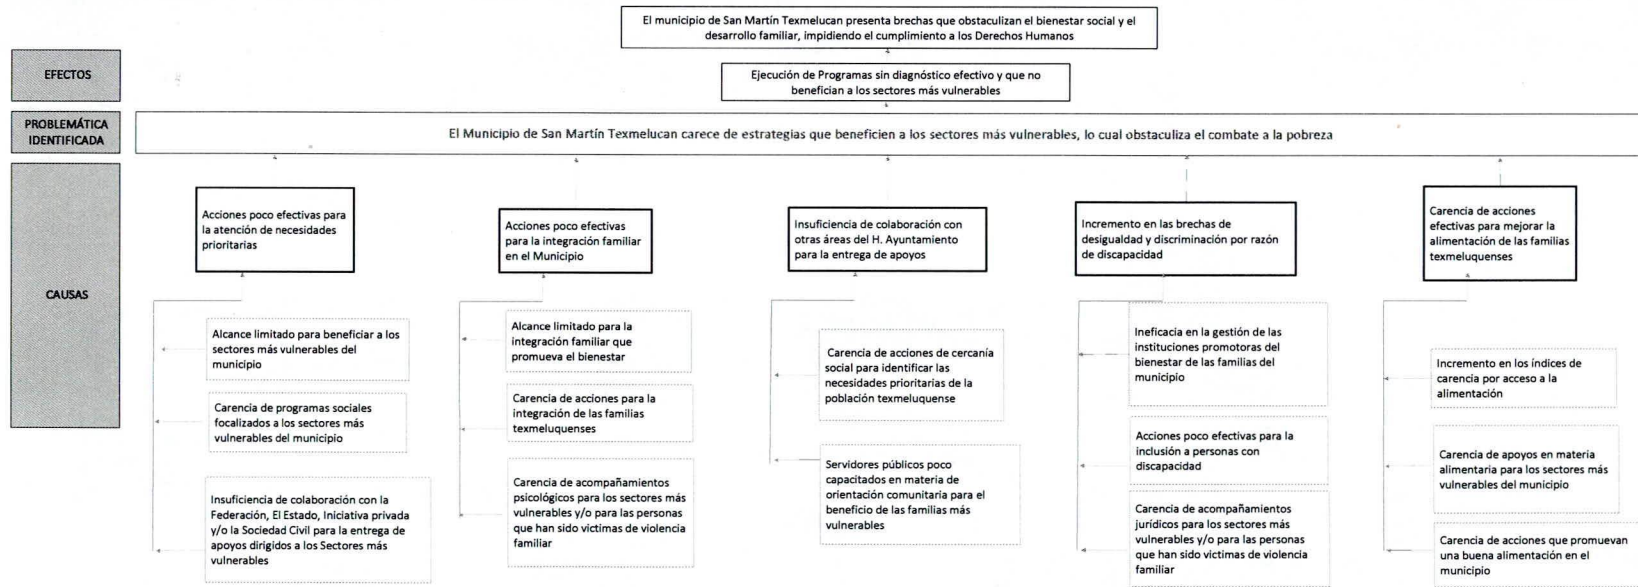 El municipio de San Martín Texmelucan presenta brechas que obstaculizan el bienestar social y el
desarrollo familiar, impidiendo el cumplimiento a los Derechos Humanos
EFECTOS
Ejecución de Programas sin diagnóstico efectivo y que no
benefician a los sectores más vulnerables
PROBLEMÁTICA
IDENTIFICADA
El Municipio de San Martín Texmelucan carece de estrategias que beneficien a los sectores más vulnerables, lo cual obstaculiza el combate a la pobreza
CAUSAS
Acciones poco efectivas para
la atención de necesidades
prioritarias
Alcance limitado para beneficiar a los
sectores más vulnerables del
municipio
Carencia de programas sociales
focalizados a los sectores más
vulnerables del municipio
Insuficiencia de colaboración con la
Federación, El Estado, Iniciativa privada
y/o la Sociedad Civil para la entrega de
apoyos dirigidos a los Sectores más
vulnerables
Acciones poco efectivas
para la integración familiar
en el Municipio
Alcance limitado para la
integración familiar que
promueva el bienestar
Carencia de acciones para la
integración de las familias
texmeluquenses
Carencia de acompañamientos
psicológicos para los sectores más
vulnerables y/o para las personas
que han sido victimas de violencia
familiar
Insuficiencia de colaboración con
otras áreas del H. Ayuntamiento
para la entrega de apoyos
Carencia de acciones de cercanía
social para identificar las
necesidades prioritarias de la
población texmeluquense
Servidores públicos poco
capacitados en materia de
orientación comunitaria para el
beneficio de las familias más
vulnerables
Incremento en las brechas de
desigualdad y discriminación por razón
de discapacidad
Ineficacia en la gestión de las
instituciones promotoras del
bienestar de las familias del
municipio
Acciones poco efectivas para la
inclusión a personas con
discapacidad
Carencia de acompañamientos
jurídicos para los sectores más
vulnerables y/o para las personas
que han sido victimas de violencia
familiar
Carencia de acciones
efectivas para mejorar la
alimentación de las familias
texmeluquenses
Incremento en los índices de
carencia por acceso a la
alimentación
Carencia de apoyos en materia
alimentaria para los sectores más
vulnerables del municipio
Carencia de acciones que promuevan
una buena alimentación en el
municipio